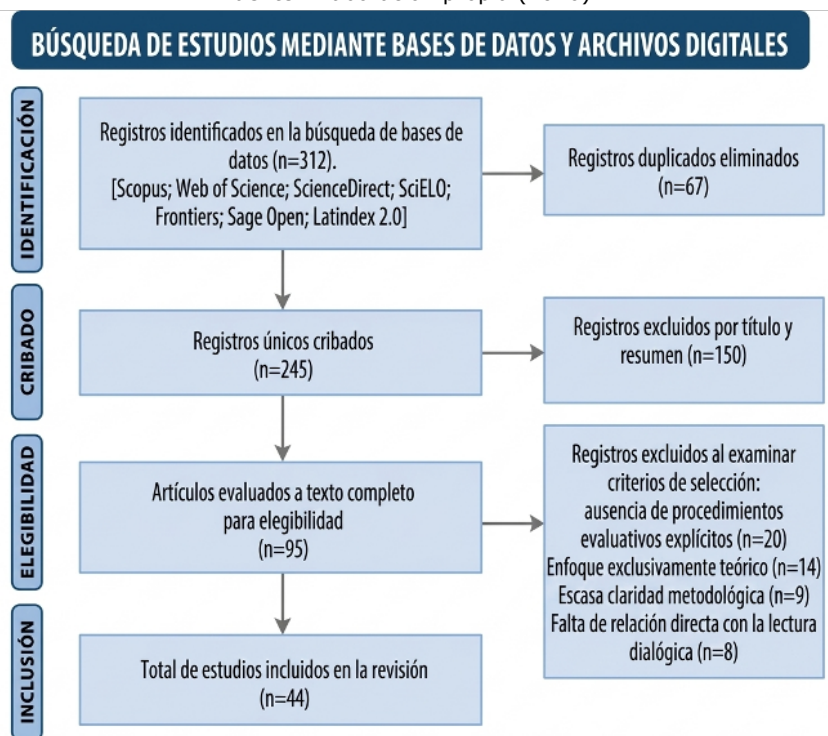 BÚSQUEDA DE ESTUDIOS MEDIANTE BASES DE DATOS Y ARCHIVOS DIGITALES
IDENTIFICACIÓN
Registros identificados en la búsqueda de bases de
datos (n=312).
[Scopus; Web of Science; ScienceDirect; SciELO;
Frontiers; Sage Open; Latindex 2.0]
Registros duplicados eliminados
(n=67)
CRIBADO
Registros únicos cribados
(n=245)
Registros excluidos por título y
resumen (n=150)
ELEGIBILIDAD
Artículos evaluados a texto completo
para elegibilidad
(n=95)
Registros excluidos al examinar
criterios de selección:
ausencia de procedimientos
evaluativos explícitos (n=20)
Enfoque exclusivamente teórico (n=14)
Escasa claridad metodológica (n=9)
Falta de relación directa con la lectura
dialógica (n=8)
INCLUSIÓN
Total de estudios incluidos en la revisión
(n=44)